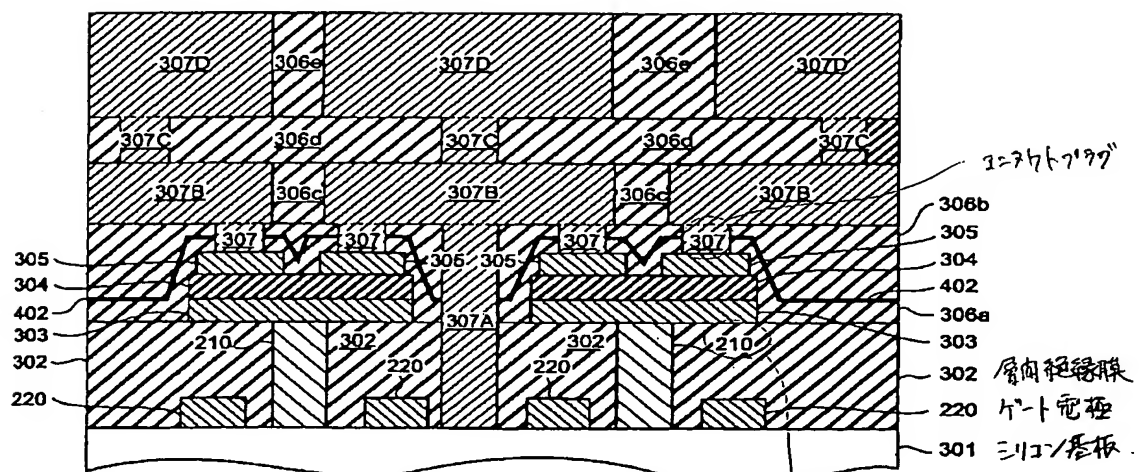 307D 306e 307D 306e 307D
307C 306d 307C 306d 307C
コンタクトプラグ
307B 306c 307B 306c 307B
306b
307 307 307 307
305 305 305 305
304 304
402 402
306a
303 307A 303
210 302 302 210
302 302 層間絶縁膜
220 220
220 220 ゲート電極
301 シリコン基板